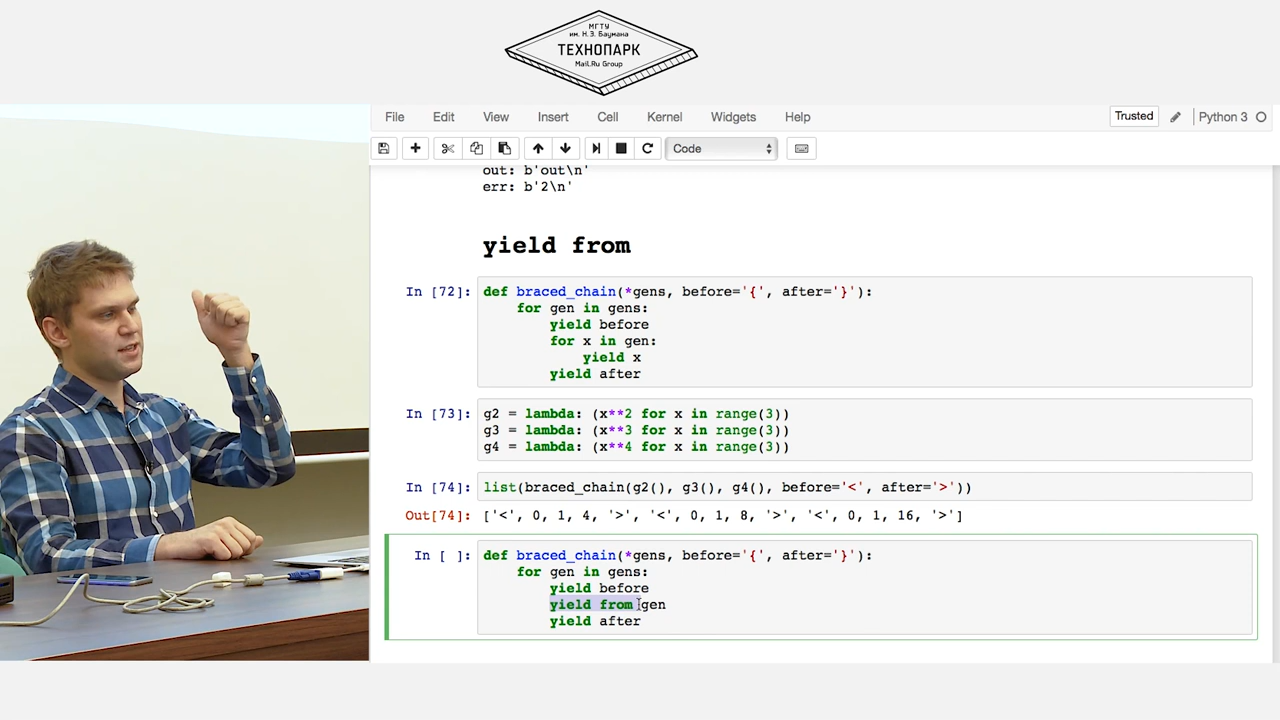 МГТУ
им. Н.Э. Баумана
ТЕХНОПАРК
Mail.Ru Group
File Edit View Insert Cell Kernel Widgets Help Trusted Python 3
Code
out: b'out\n'
err: b'2\n'
yield from
In [72]: def braced_chain(*gens, before='{', after='}'):
for gen in gens:
yield before
for x in gen:
yield x
yield after
In [73]: g2 = lambda: (x**2 for x in range(3))
g3 = lambda: (x**3 for x in range(3))
g4 = lambda: (x**4 for x in range(3))
In [74]: list(braced_chain(g2(), g3(), g4(), before='<', after='>'))
Out[74]: ['<', 0, 1, 4, '>', '<', 0, 1, 8, '>', '<', 0, 1, 16, '>']
In [ ]: def braced_chain(*gens, before='{', after='}'):
for gen in gens:
yield before
yield from gen
yield after